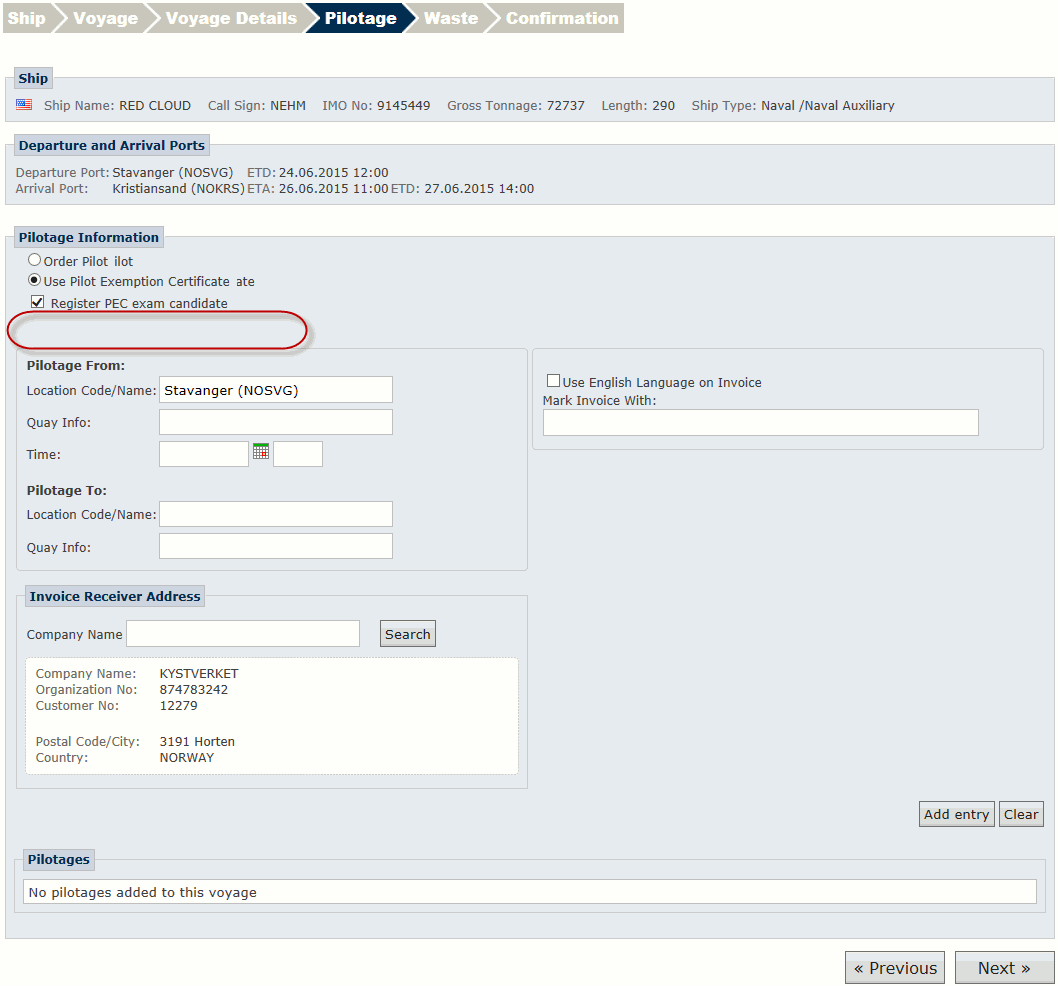 Ship Voyage Voyage Details Pilotage Waste Confirmation
Ship
Ship Name: RED CLOUD Call Sign: NEHM IMO No: 9145449 Gross Tonnage: 72737 Length: 290 Ship Type: Naval /Naval Auxiliary
Departure and Arrival Ports
Departure Port: Stavanger (NOSVG) ETD: 24.06.2015 12:00
Arrival Port: Kristiansand (NOKRS) ETA: 26.06.2015 11:00 ETD: 27.06.2015 14:00
Pilotage Information
Order Pilot ilot
Use Pilot Exemption Certificate ate
Register PEC exam candidate
Pilotage From:
Location Code/Name: Stavanger (NOSVG)
Quay Info:
Time:
Pilotage To:
Location Code/Name:
Quay Info:
Use English Language on Invoice
Mark Invoice With:
Invoice Receiver Address
Company Name Search
Company Name: KYSTVERKET
Organization No: 874783242
Customer No: 12279
Postal Code/City: 3191 Horten
Country: NORWAY
Add entry Clear
Pilotages
No pilotages added to this voyage
« Previous Next »